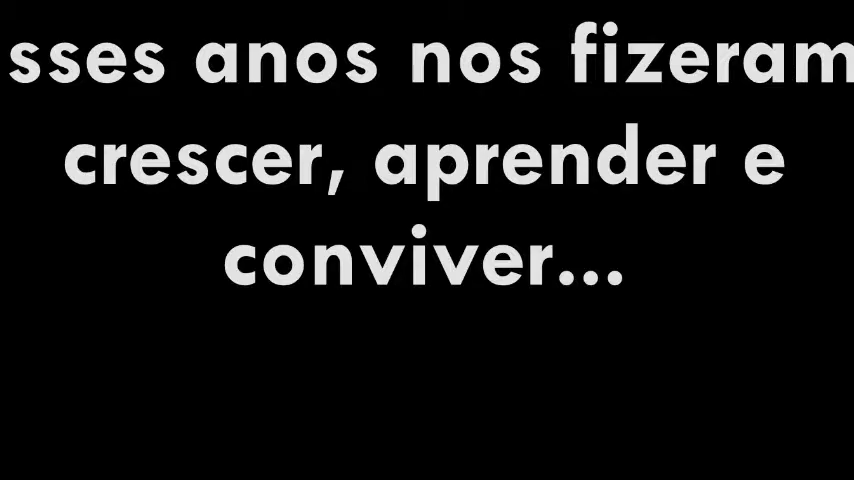 sses anos nos fizeram
crescer, aprender e
conviver...